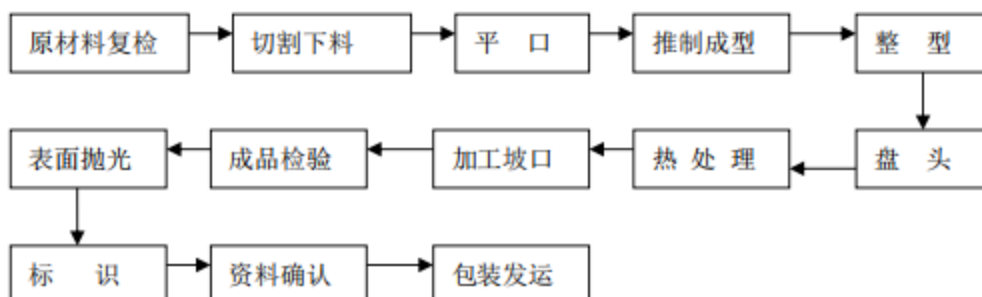 原材料复检 切割下料 平 口 推制成型 整 型
表面抛光 成品检验 加工坡口 热 处 理 盘 头
标 识 资料确认 包装发运